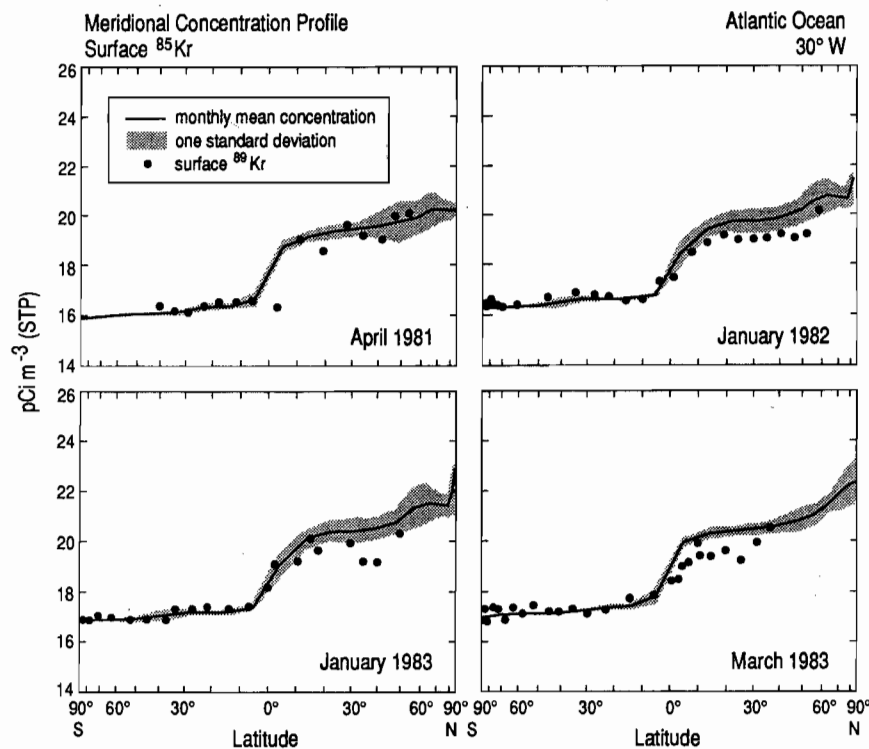 Meridional Concentration Profile
Surface ⁸⁵Kr
Atlantic Ocean
30° W
26
24
22
20
18
16
14
monthly mean concentration
one standard deviation
surface ⁸⁹Kr
April 1981
January 1982
pCi m⁻³ (STP)
26
24
22
20
18
16
14
January 1983
March 1983
90° 60° 30° 0° 30° 60° 90°
S N
Latitude
90° 60° 30° 0° 30° 60° 90°
S N
Latitude